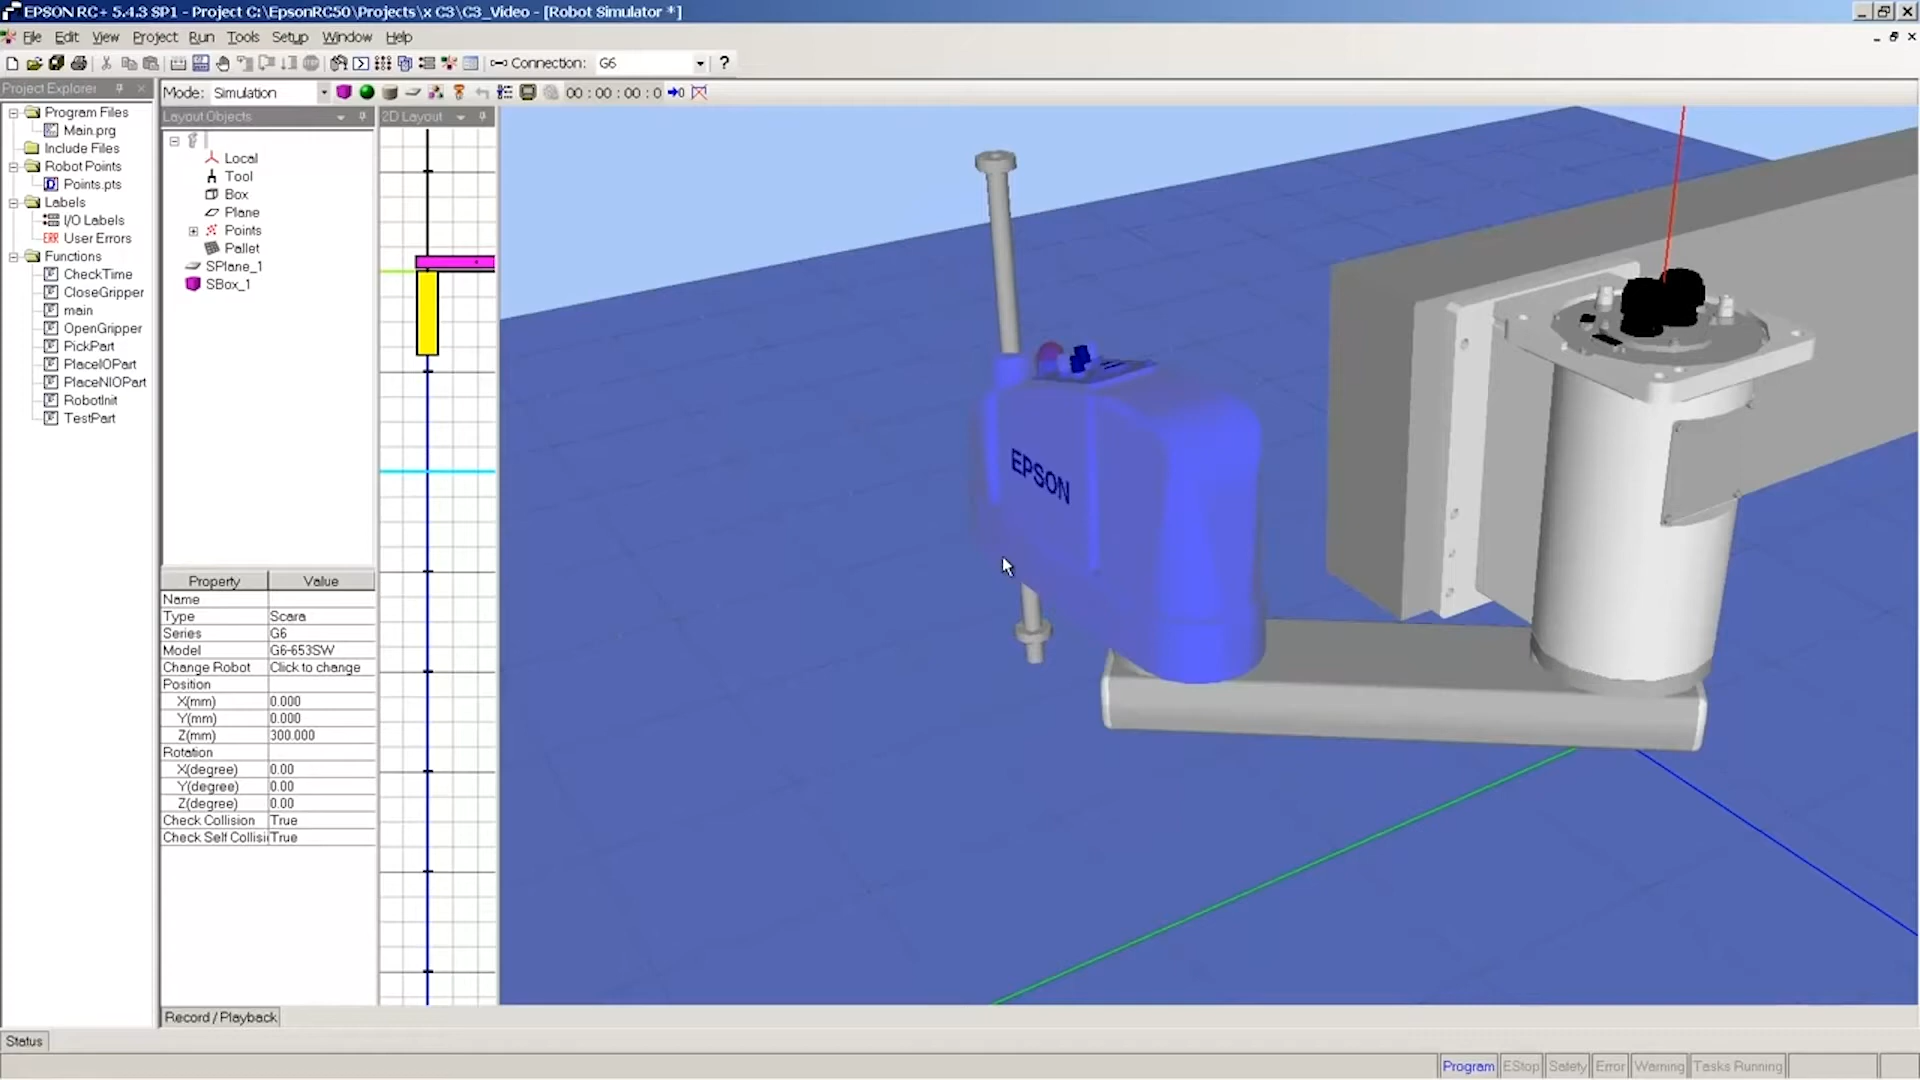 EPSON RC+ 5.4.3 SP1 - Project C:\EpsonRC50\Projects\x C3\C3_Video - [Robot Simulator *]
File Edit View Project Run Tools Setup Window Help
Connection: G6 ?
Project Explorer
Mode: Simulation 00 : 00 : 00 : 0
Program Files
Main.prg
Include Files
Robot Points
Points.pts
Labels
I/O Labels
ERR User Errors
Functions
CheckTime
CloseGripper
main
OpenGripper
PickPart
PlaceIOPart
PlaceNIOPart
RobotInit
TestPart
Layout Objects
Local
Tool
Box
Plane
Points
Pallet
SPlane_1
SBox_1
2D Layout
EPSON
Property Value
Name
Type Scara
Series G6
Model G6-653SW
Change Robot Click to change
Position
X(mm) 0.000
Y(mm) 0.000
Z(mm) 300.000
Rotation
X(degree) 0.00
Y(degree) 0.00
Z(degree) 0.00
Check Collision True
Check Self Collisi True
Record / Playback
Status
Program EStop Safety Error Warning Tasks Running